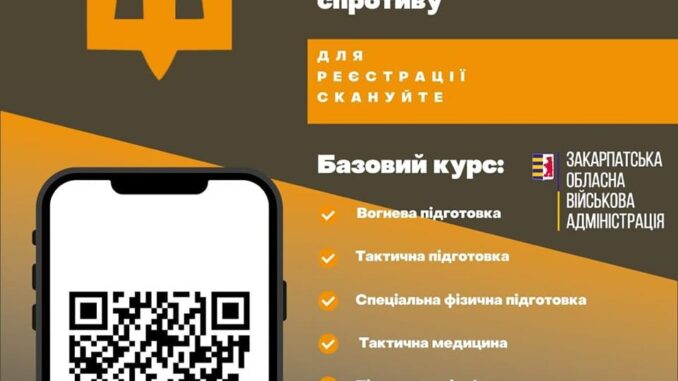 спротиву
ДЛЯ
РЕЄСТРАЦІЇ
СКАНУЙТЕ
Базовий курс:
ЗАКАРПАТСЬКА
ОБЛАСНА
ВІЙСЬКОВА
АДМІНІСТРАЦІЯ
Вогнева підготовка
Тактична підготовка
Спеціальна фізична підготовка
Тактична медицина